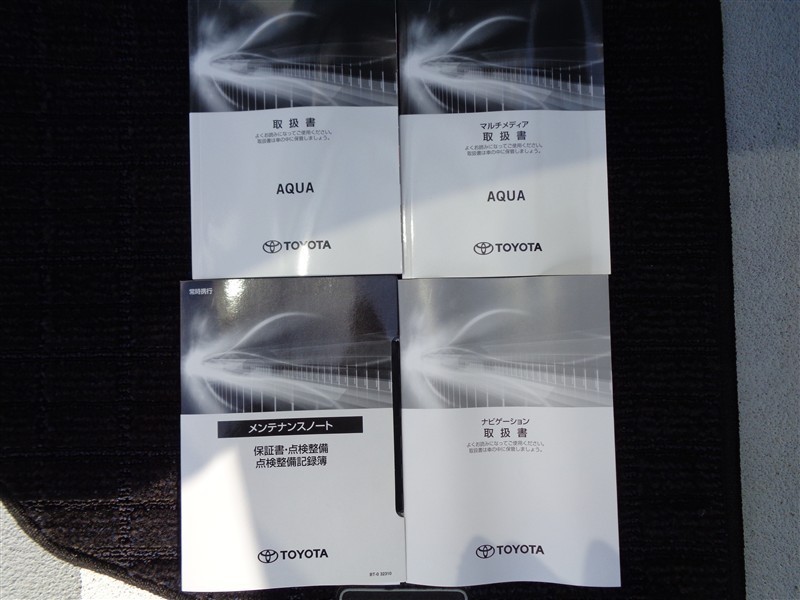 取扱書
よくお読みになってご使用ください。
取扱書は車の中に保管しましょう。
AQUA
TOYOTA
マルチメディア
取扱書
よくお読みになってご使用ください。
取扱書は車の中に保管しましょう。
AQUA
TOYOTA
常時携行
メンテナンスノート
保証書・点検整備
点検整備記録簿
TOYOTA
ナビゲーション
取扱書
よくお読みになってご使用ください。
取扱書は車の中に保管しましょう。
TOYOTA